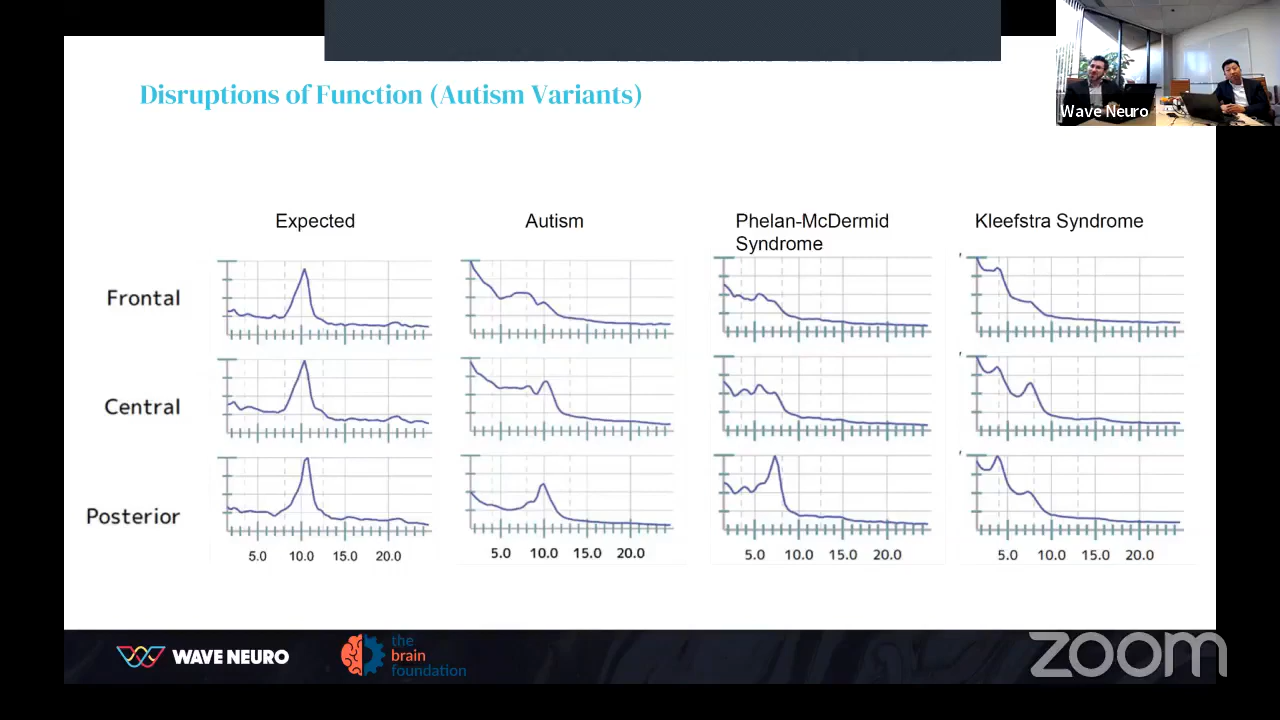 Disruptions of Function (Autism Variants)
Wave Neuro
Expected
Autism
Phelan-McDermid
Syndrome
Kleefstra Syndrome
Frontal
Central
Posterior
5.0 10.0 15.0 20.0
5.0 10.0 15.0 20.0
5.0 10.0 15.0 20.0
5.0 10.0 15.0 20.0
WAVE NEURO
the
brain
foundation
zoom